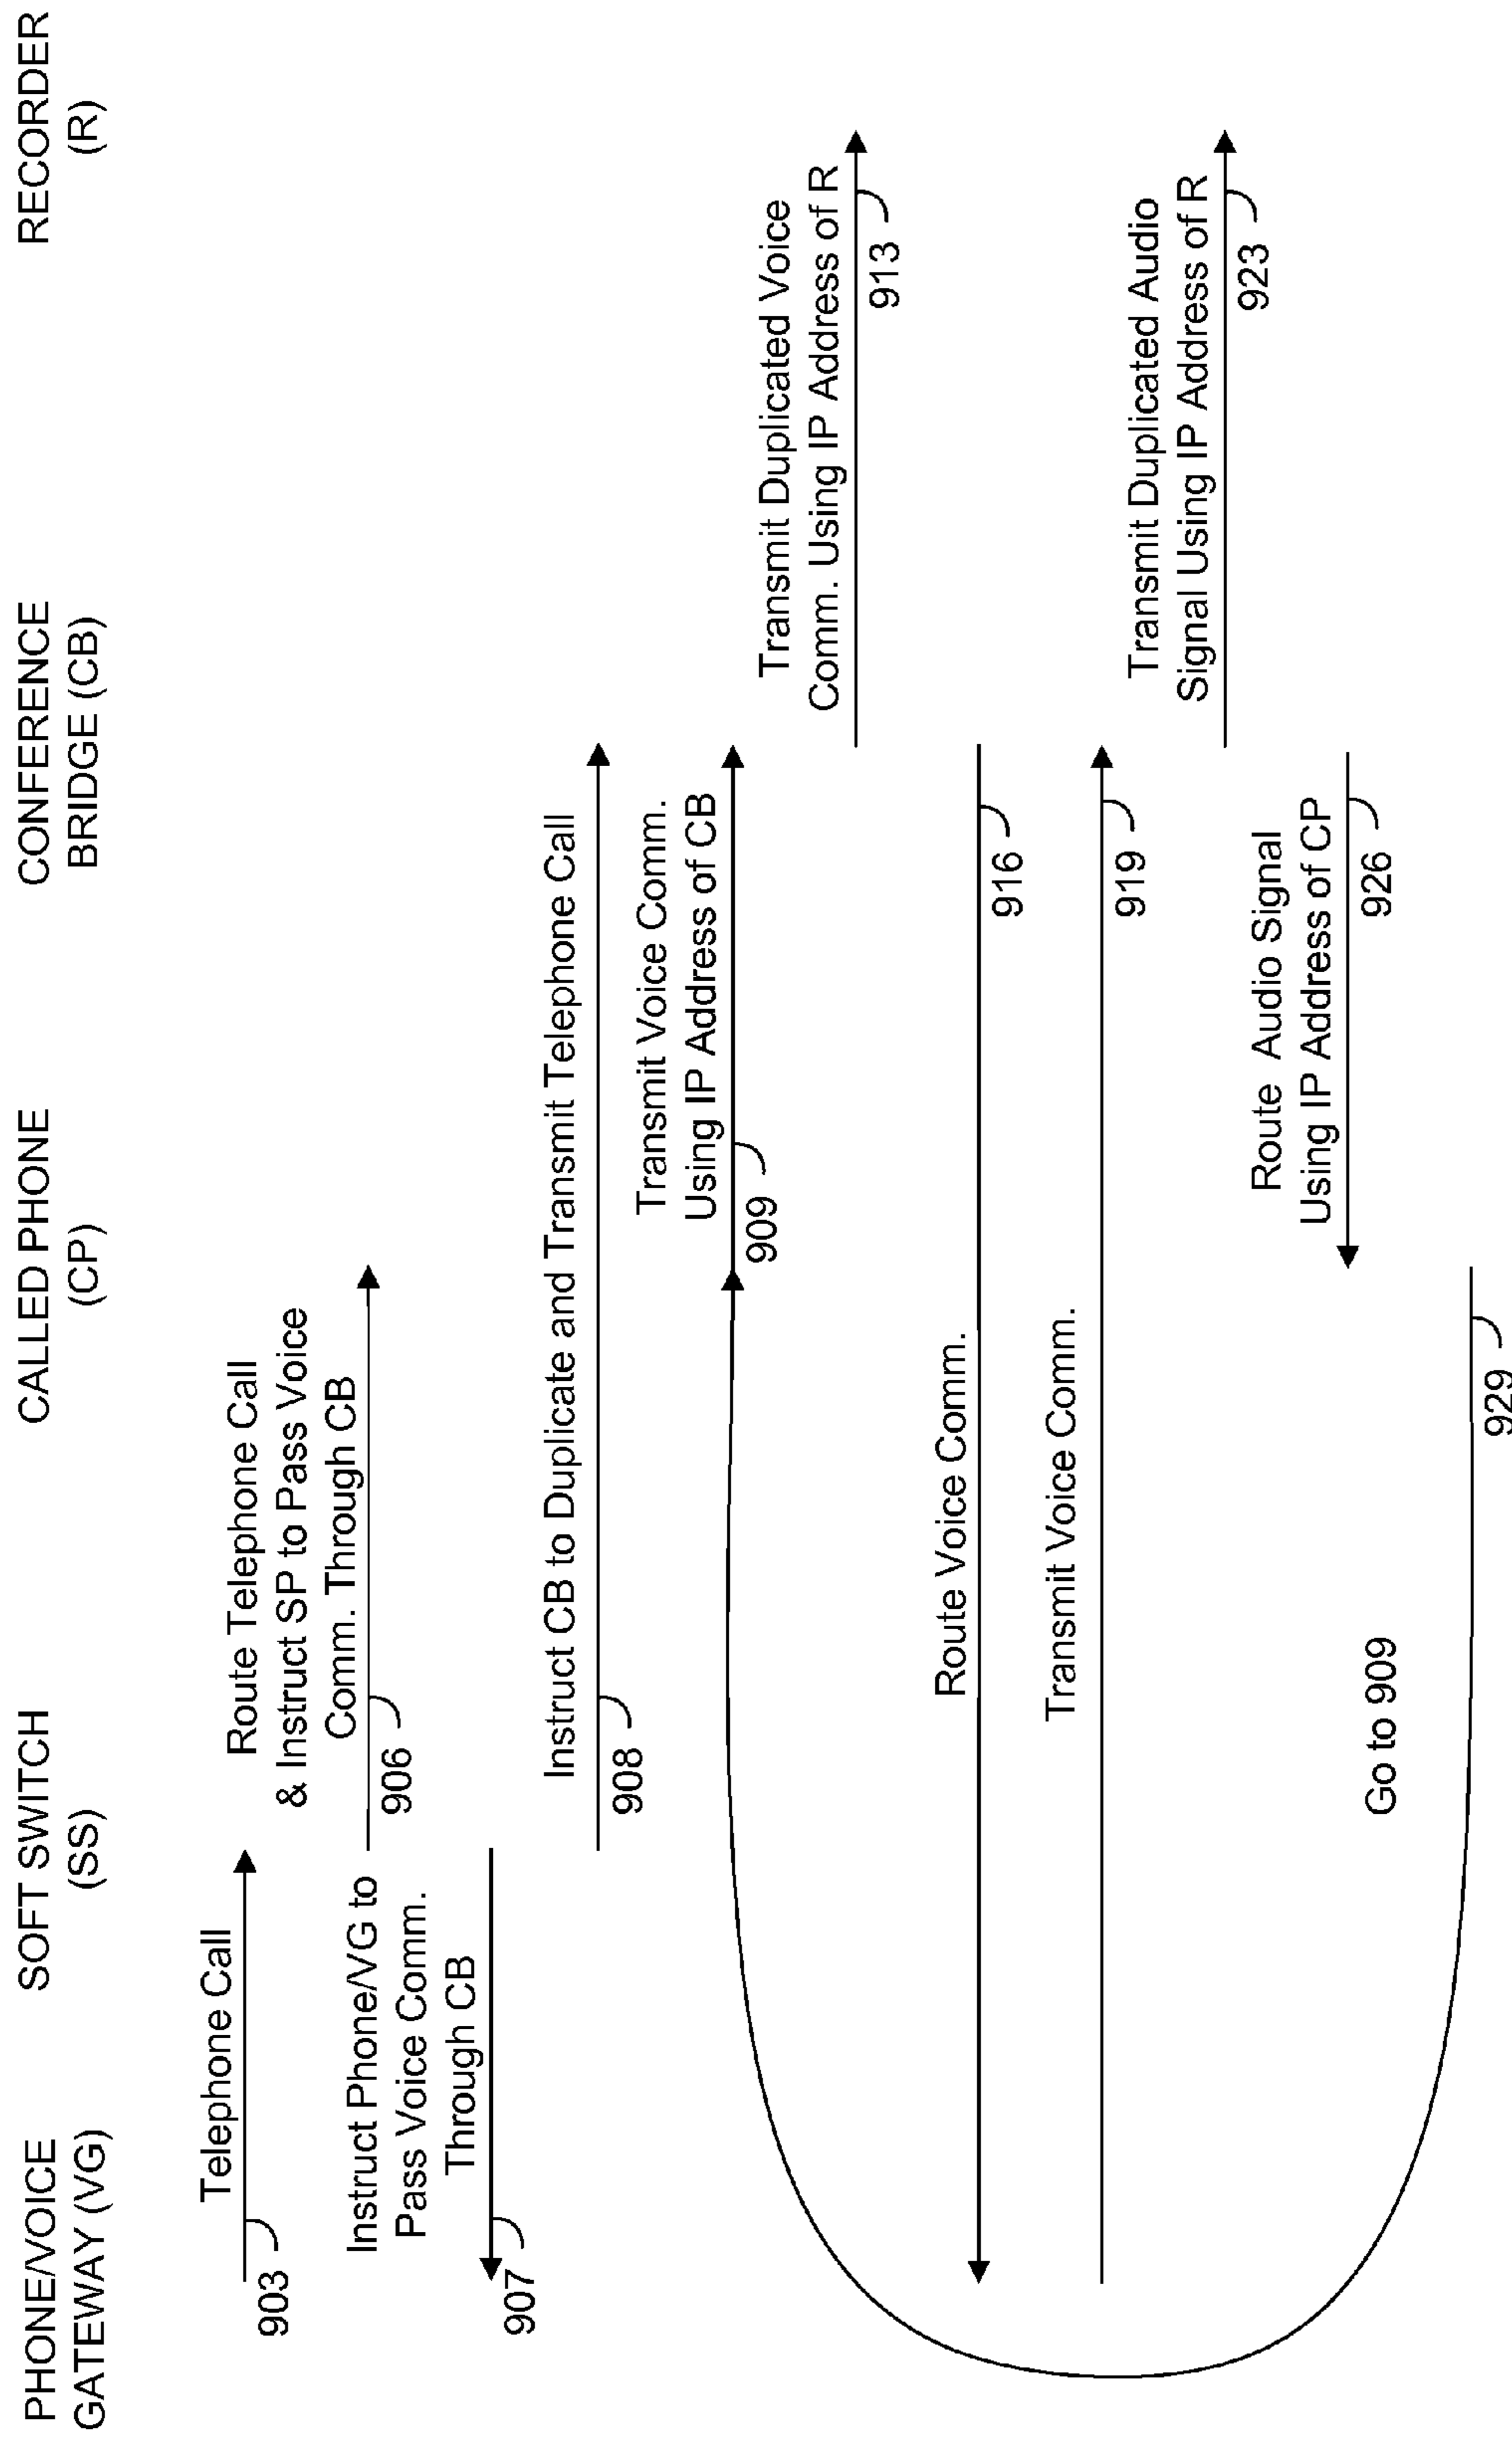 PHONE/VOICE
GATEWAY (VG)
SOFT SWITCH
(SS)
CALLED PHONE
(CP)
CONFERENCE
BRIDGE (CB)
RECORDER
(R)
Telephone Call
903
Route Telephone Call
& Instruct SP to Pass Voice
Comm. Through CB
906
Instruct Phone/VG to
Pass Voice Comm.
Through CB
907
Instruct CB to Duplicate and Transmit Telephone Call
908
Transmit Voice Comm.
Using IP Address of CB
909
Transmit Duplicated Voice
Comm. Using IP Address of R
913
Route Voice Comm.
916
Transmit Voice Comm.
919
Transmit Duplicated Audio
Signal Using IP Address of R
923
Route Audio Signal
Using IP Address of CP
926
Go to 909
929